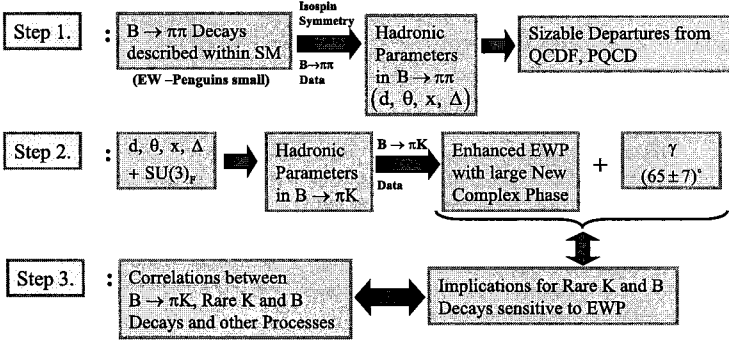 Step 1.
:
B → ππ Decays
described within SM
(EW –Penguins small)
Isospin
Symmetry
B→ππ
Data
Hadronic
Parameters
in B → ππ
(d, θ, x, Δ)
Sizable Departures from
QCDF, PQCD
Step 2.
:
d, θ, x, Δ
+ SU(3)F
Hadronic
Parameters
in B → πK
B → πK
Data
Enhanced EWP
with large New
Complex Phase
+
γ
(65±7)°
Step 3.
:
Correlations between
B → πK, Rare K and B
Decays and other Processes
Implications for Rare K and B
Decays sensitive to EWP